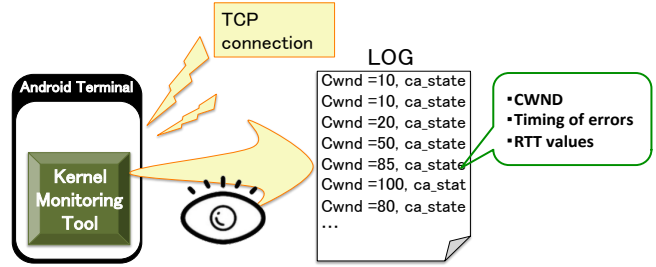 TCP
connection
Android Terminal
Kernel
Monitoring
Tool
LOG
Cwnd =10, ca_state
Cwnd =10, ca_state
Cwnd =20, ca_state
Cwnd =50, ca_state
Cwnd =85, ca_state
Cwnd =100, ca_stat
Cwnd =80, ca_state
…
▪CWND
▪Timing of errors
▪RTT values